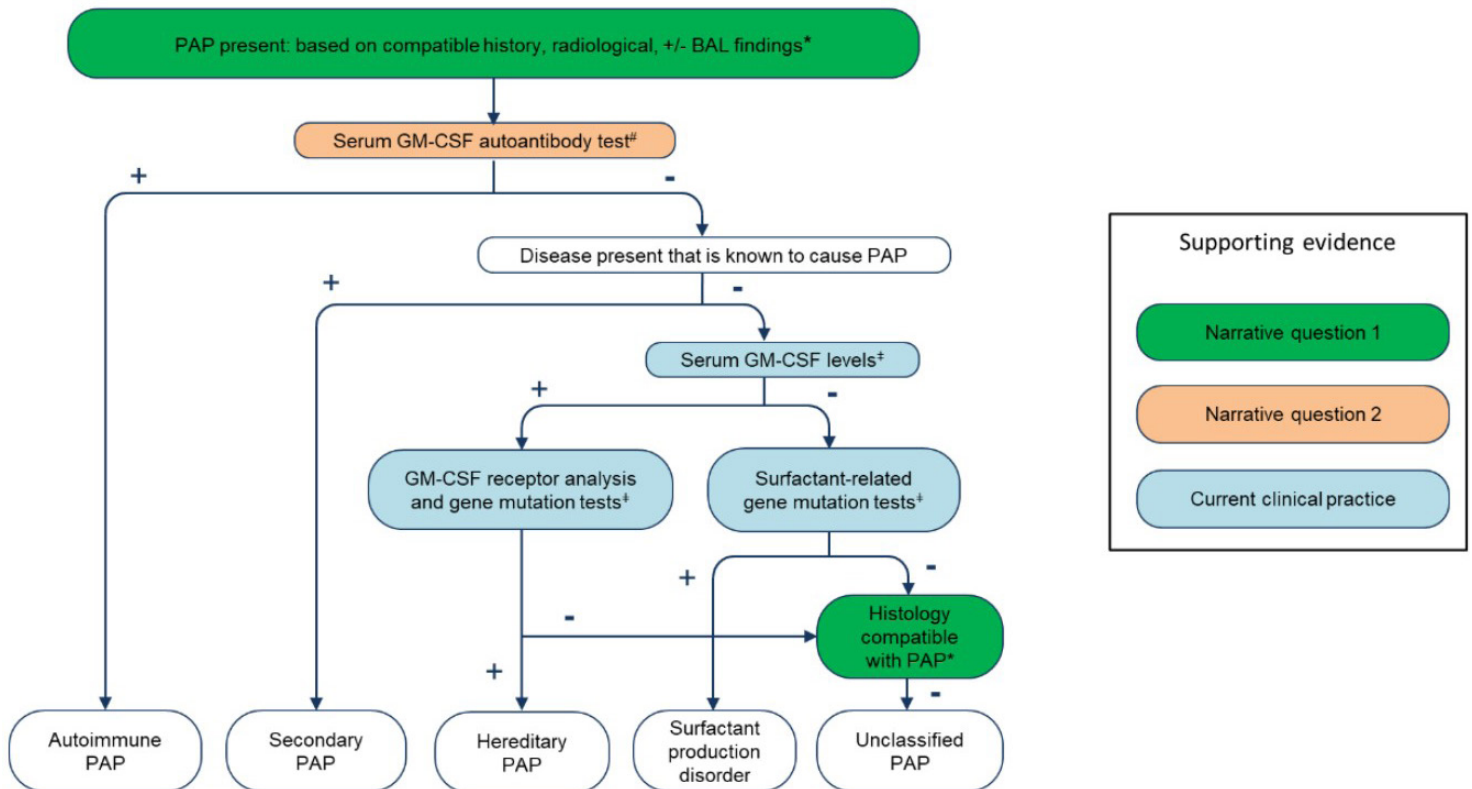 PAP present: based on compatible history, radiological, +/- BAL findings*
Serum GM-CSF autoantibody test#
+
-
Disease present that is known to cause PAP
+
-
Serum GM-CSF levels‡
+
-
GM-CSF receptor analysis
and gene mutation tests‡
Surfactant-related
gene mutation tests‡
+
-
Histology
compatible
with PAP*
-
+
-
Autoimmune
PAP
Secondary
PAP
Hereditary
PAP
Surfactant
production
disorder
Unclassified
PAP
Supporting evidence
Narrative question 1
Narrative question 2
Current clinical practice